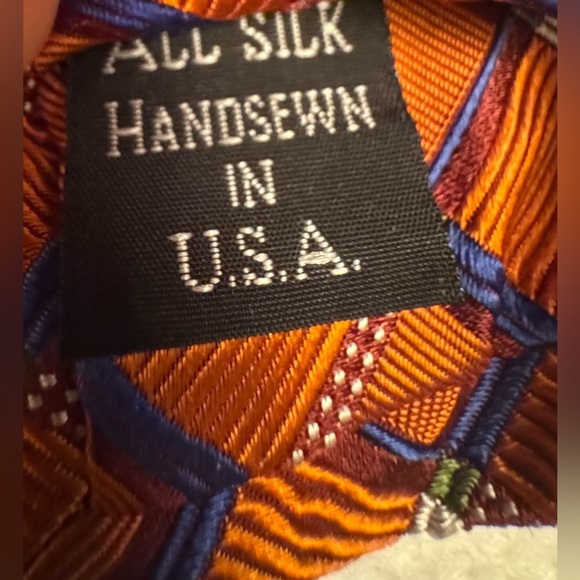 ALL SILK
HANDSEWN
IN
U.S.A.